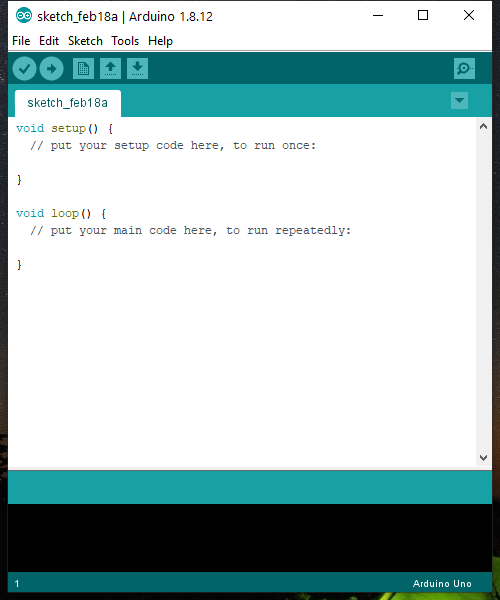 sketch_feb18a | Arduino 1.8.12
File Edit Sketch Tools Help
sketch_feb18a
void setup() {
  // put your setup code here, to run once:
}
void loop() {
  // put your main code here, to run repeatedly:
}
1
Arduino Uno